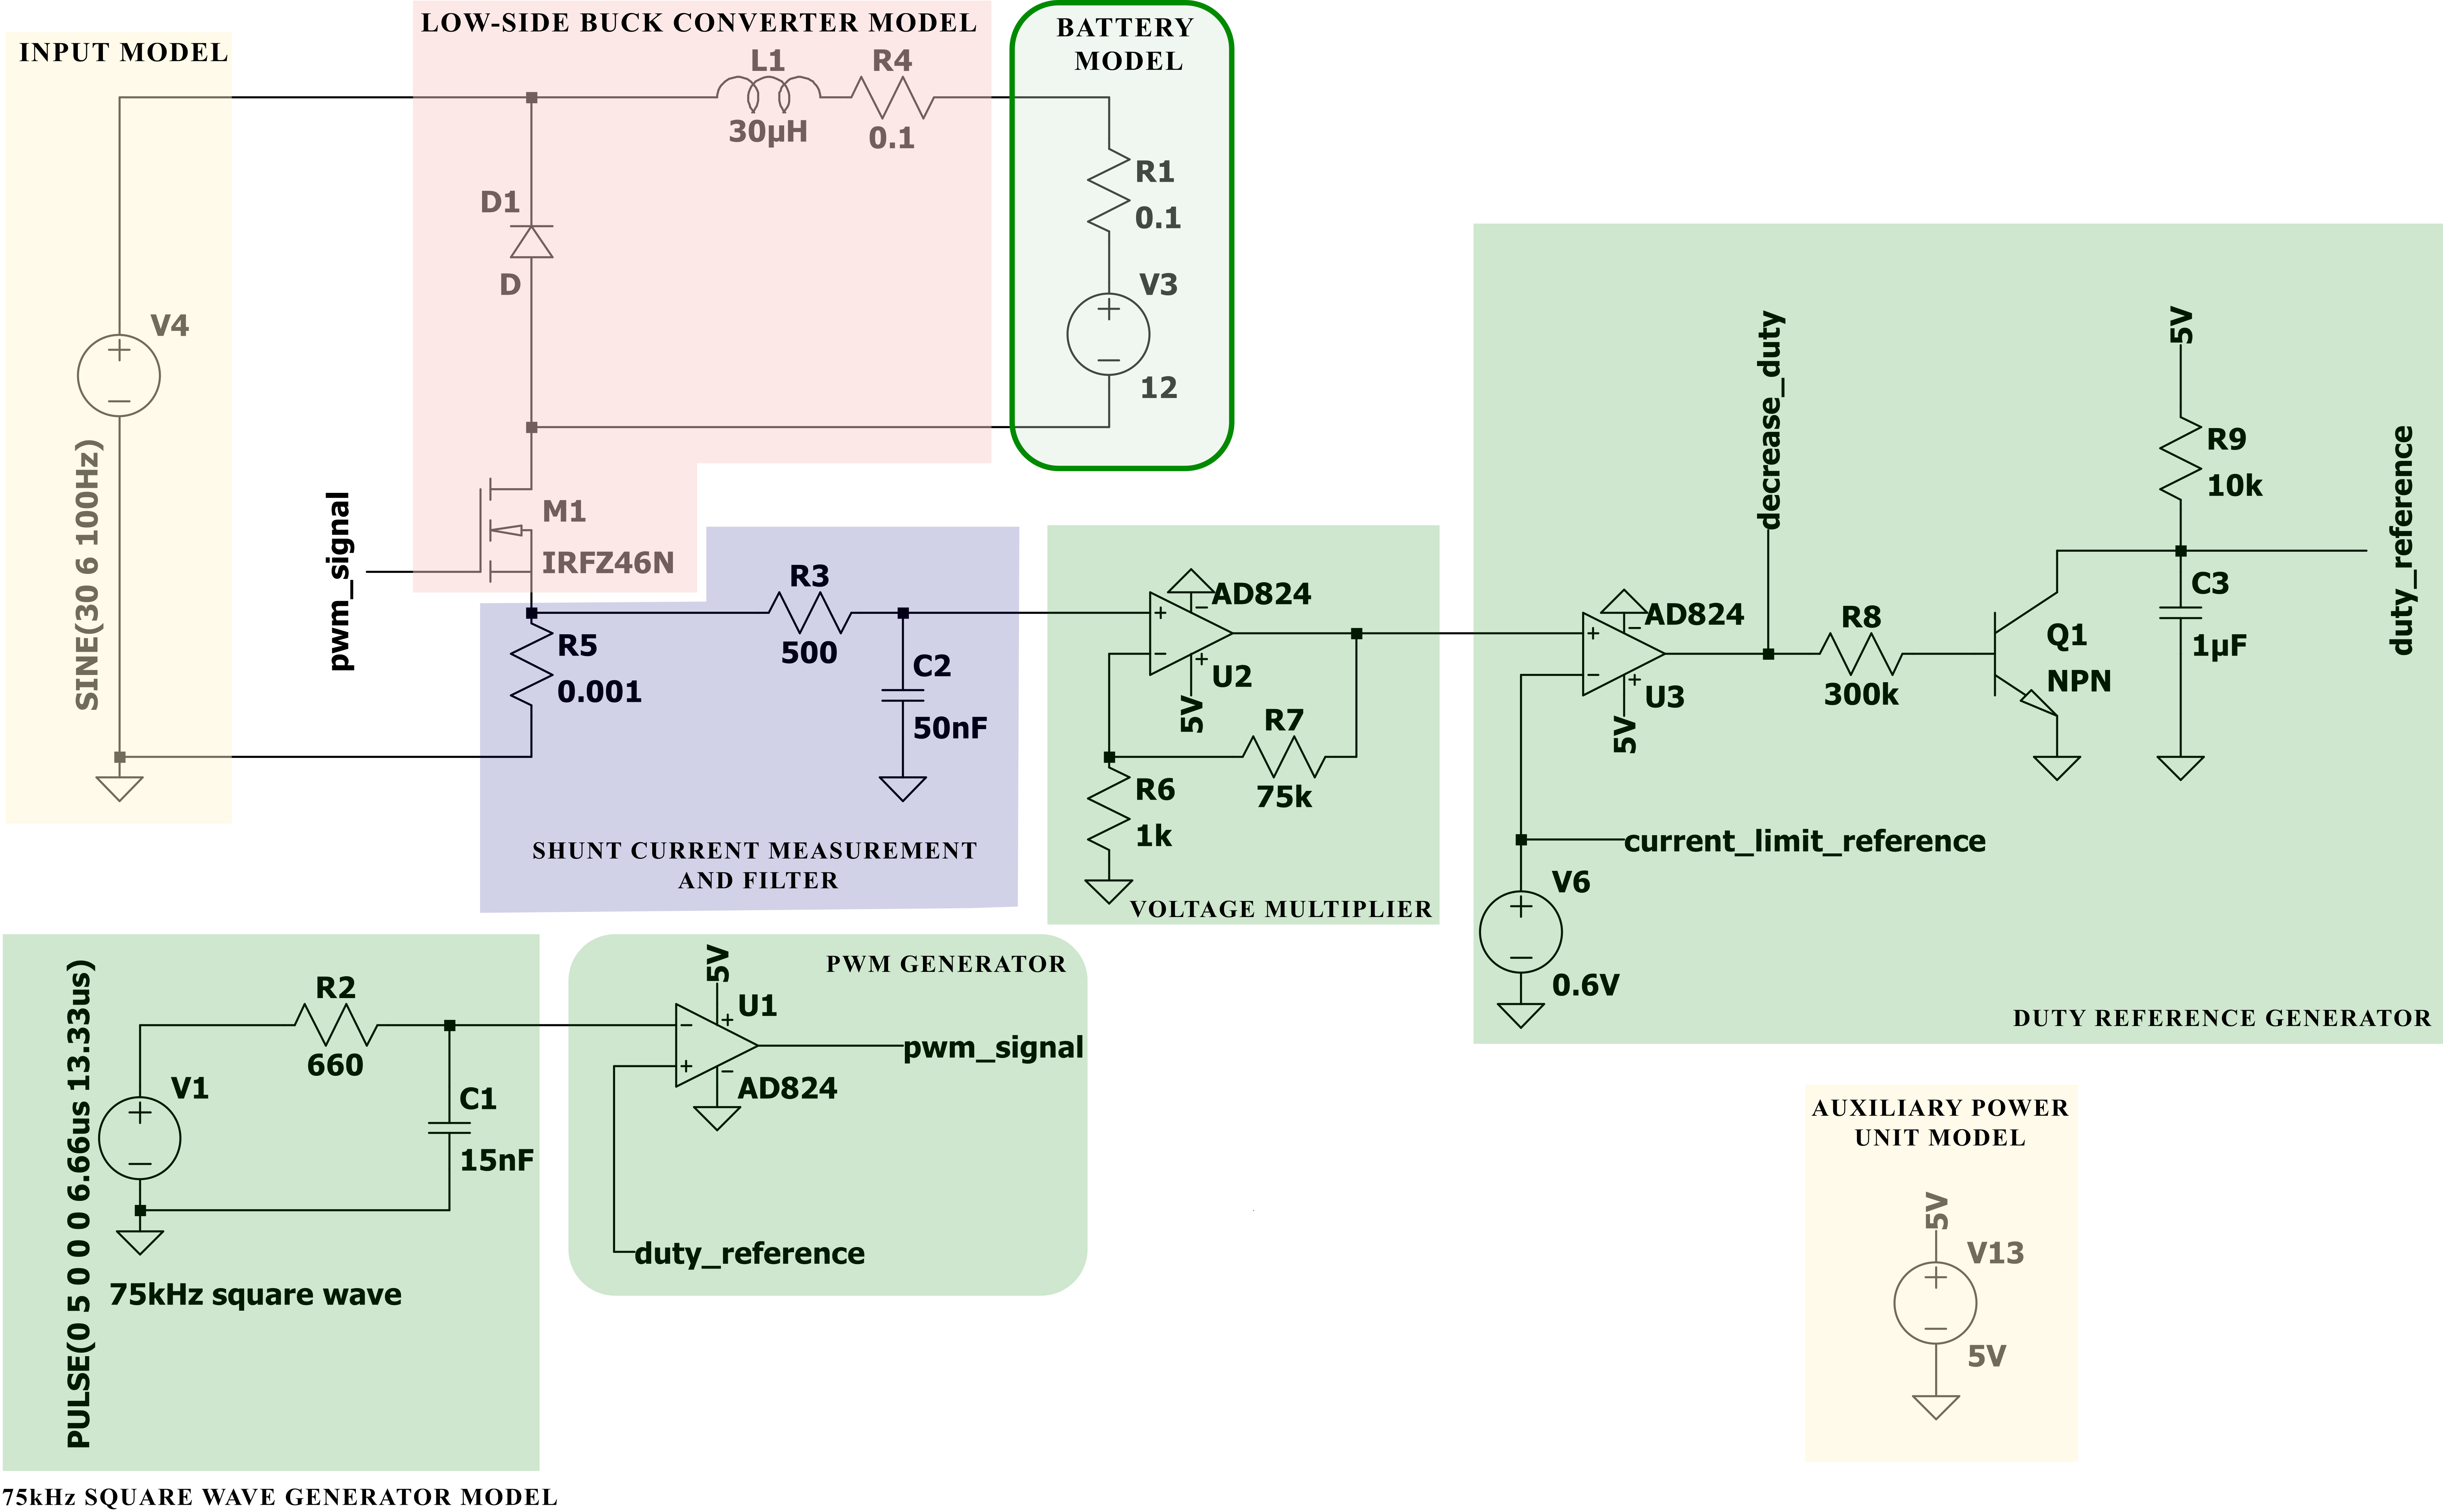 LOW-SIDE BUCK CONVERTER MODEL
BATTERY
MODEL
INPUT MODEL
L1
30µH
R4
0.1
R1
0.1
V3
12
D1
D
V4
SINE(30 6 100Hz)
pwm_signal
M1
IRFZ46N
R5
0.001
R3
500
C2
50nF
SHUNT CURRENT MEASUREMENT
AND FILTER
AD824
U2
5V
R7
75k
R6
1k
VOLTAGE MULTIPLIER
AD824
U3
5V
decrease_duty
R8
300k
Q1
NPN
5V
R9
10k
C3
1µF
duty_reference
current_limit_reference
V6
0.6V
DUTY REFERENCE GENERATOR
PULSE(0 5 0 0 0 6.66us 13.33us)
V1
R2
660
C1
15nF
75kHz square wave
75kHz SQUARE WAVE GENERATOR MODEL
PWM GENERATOR
5V
U1
AD824
pwm_signal
duty_reference
AUXILIARY POWER
UNIT MODEL
5V
V13
5V